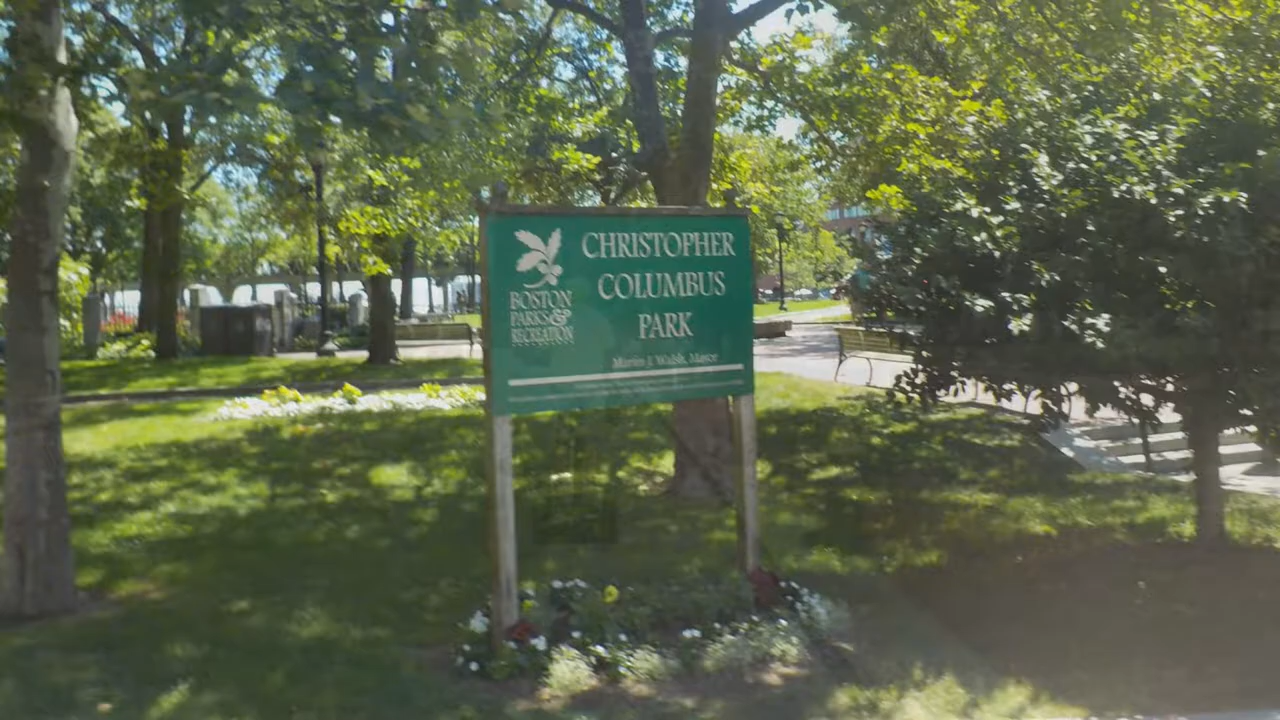 BOSTON
PARKS &
RECREATION
CHRISTOPHER
COLUMBUS
PARK
Martin J. Walsh, Mayor